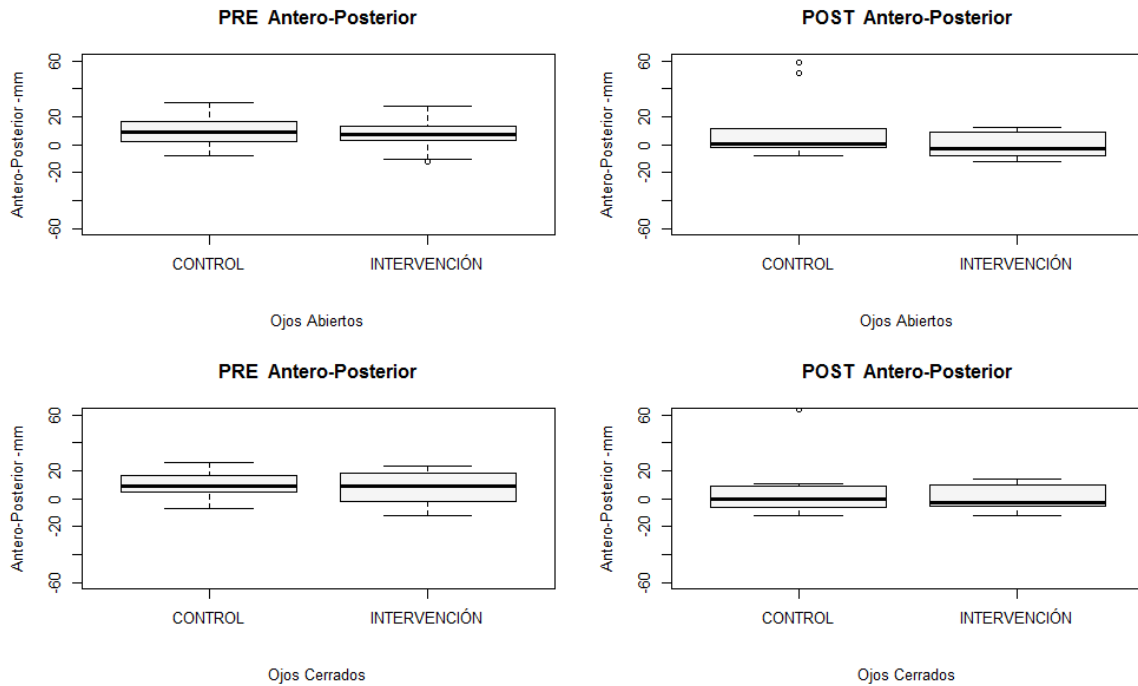 PRE Antero-Posterior
Antero-Posterior -mm
60
20
0
-20
-60
CONTROL
INTERVENCIÓN
Ojos Abiertos
POST Antero-Posterior
Antero-Posterior -mm
60
20
0
-20
-60
CONTROL
INTERVENCIÓN
Ojos Abiertos
PRE Antero-Posterior
Antero-Posterior -mm
60
20
0
-20
-60
CONTROL
INTERVENCIÓN
Ojos Cerrados
POST Antero-Posterior
Antero-Posterior -mm
60
20
0
-20
-60
CONTROL
INTERVENCIÓN
Ojos Cerrados